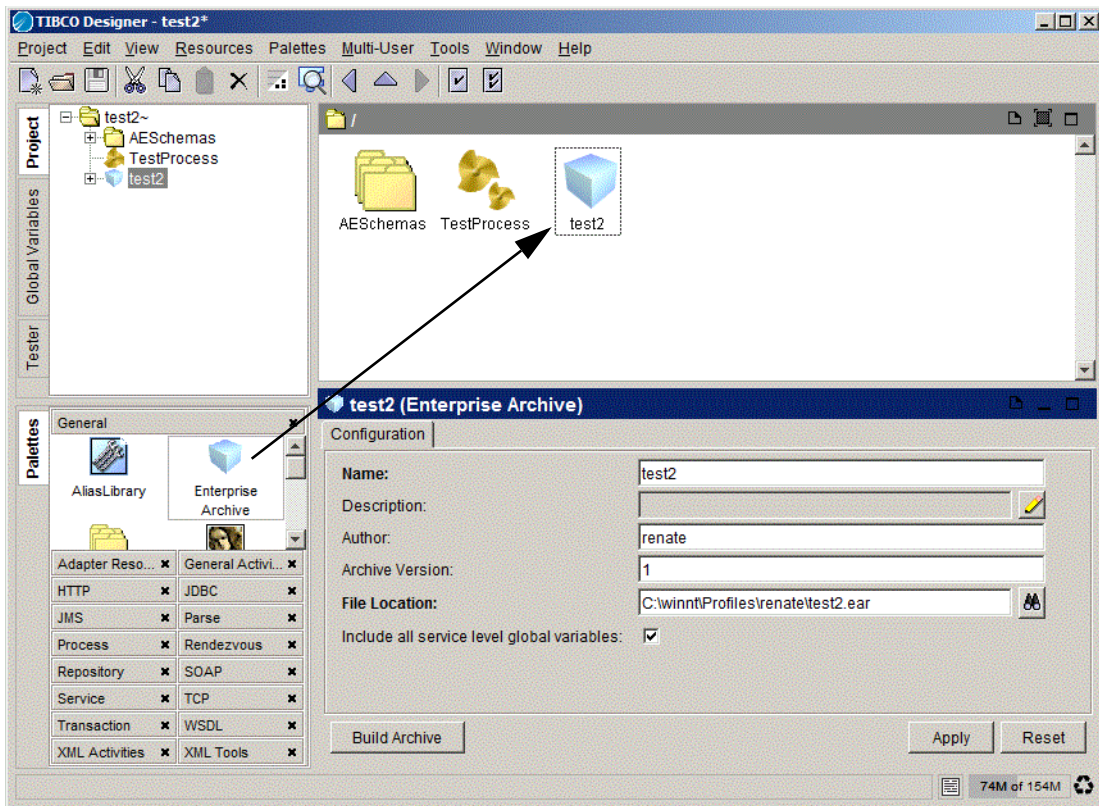 TIBCO Designer - test2*
Project Edit View Resources Palettes Multi-User Tools Window Help
Project
Global Variables
Tester
test2~
AESchemas
TestProcess
test2
/
AESchemas TestProcess test2
Palettes
General
AliasLibrary
Enterprise
Archive
Adapter Reso... General Activi...
HTTP JDBC
JMS Parse
Process Rendezvous
Repository SOAP
Service TCP
Transaction WSDL
XML Activities XML Tools
test2 (Enterprise Archive)
Configuration
Name: test2
Description:
Author: renate
Archive Version: 1
File Location: C:\winnt\Profiles\renate\test2.ear
Include all service level global variables:
Build Archive Apply Reset
74M of 154M